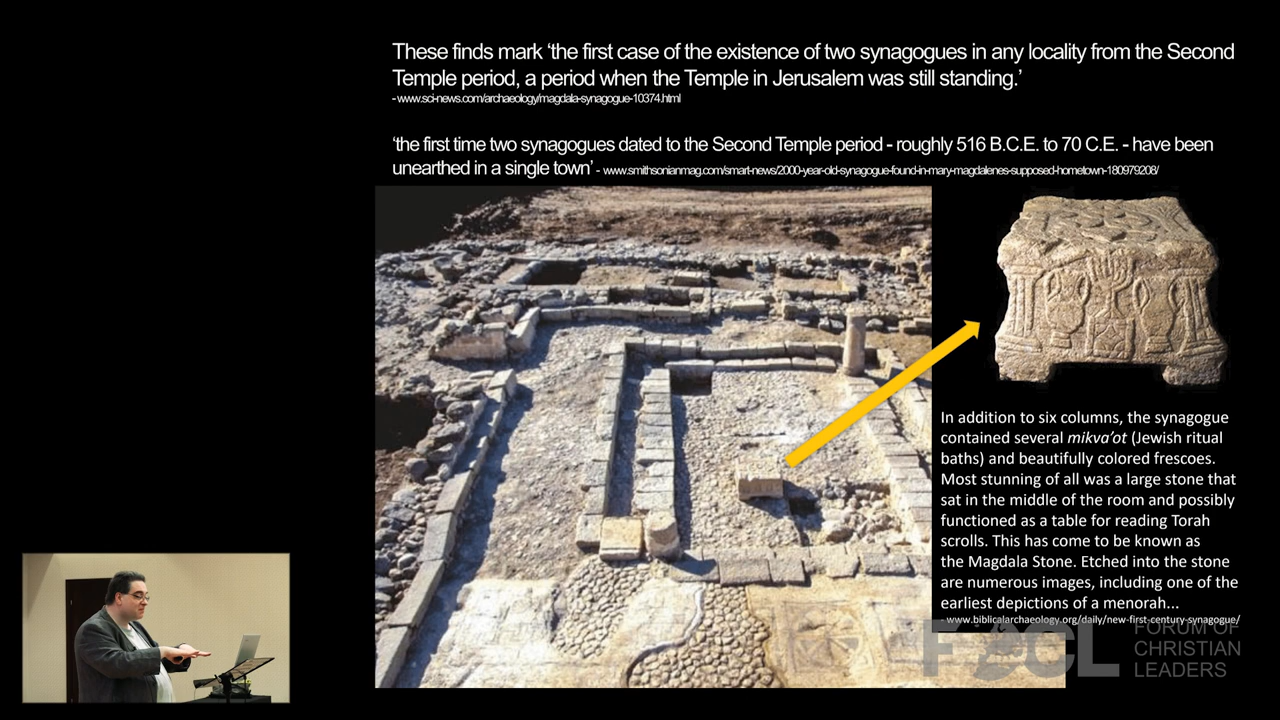 These finds mark ‘the first case of the existence of two synagogues in any locality from the Second
Temple period, a period when the Temple in Jerusalem was still standing.’
- www.sci-news.com/archaeology/magdala-synagogue-10374.html
‘the first time two synagogues dated to the Second Temple period - roughly 516 B.C.E. to 70 C.E. - have been
unearthed in a single town’ - www.smithsonianmag.com/smart-news/2000-year-old-synagogue-found-in-mary-magdalenes-supposed-hometown-180979208/
In addition to six columns, the synagogue
contained several mikva’ot (Jewish ritual
baths) and beautifully colored frescoes.
Most stunning of all was a large stone that
sat in the middle of the room and possibly
functioned as a table for reading Torah
scrolls. This has come to be known as
the Magdala Stone. Etched into the stone
are numerous images, including one of the
earliest depictions of a menorah...
- www.biblicalarchaeology.org/daily/new-first-century-synagogue/
FOCL
FORUM OF
CHRISTIAN
LEADERS